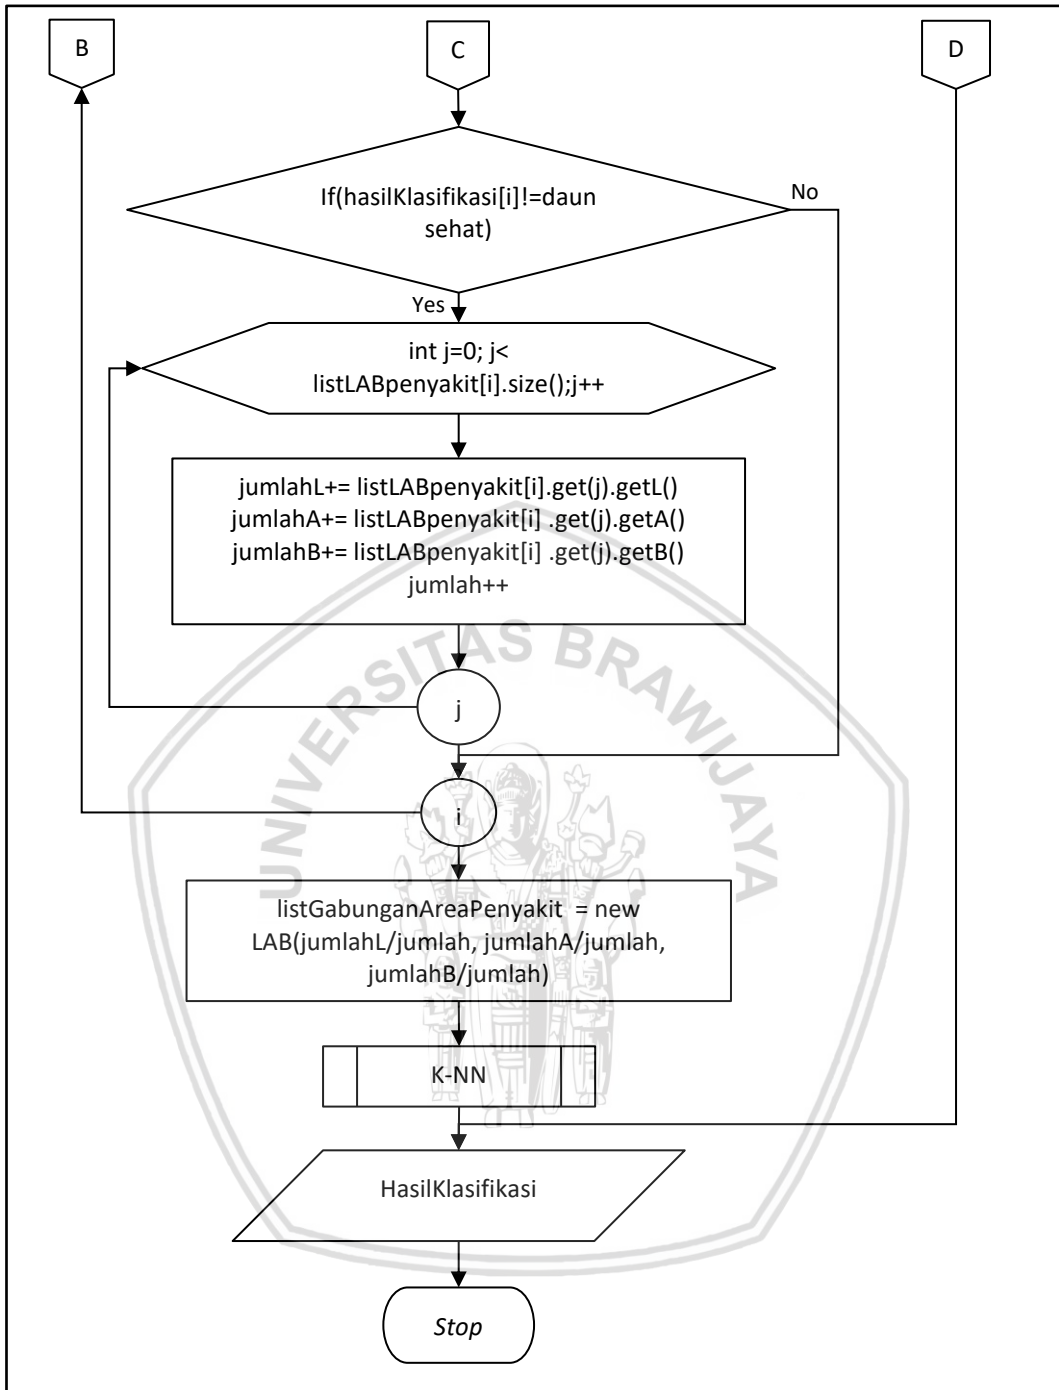 B
C
D
If(hasilKlasifikasi[i]!=daun
sehat)
No
Yes
int j=0; j<
listLABpenyakit[i].size();j++
jumlahL+= listLABpenyakit[i].get(j).getL()
jumlahA+= listLABpenyakit[i] .get(j).getA()
jumlahB+= listLABpenyakit[i] .get(j).getB()
jumlah++
UNIVERSITAS BRAWIJAYA
j
i
listGabunganAreaPenyakit = new
LAB(jumlahL/jumlah, jumlahA/jumlah,
jumlahB/jumlah)
K-NN
HasilKlasifikasi
Stop